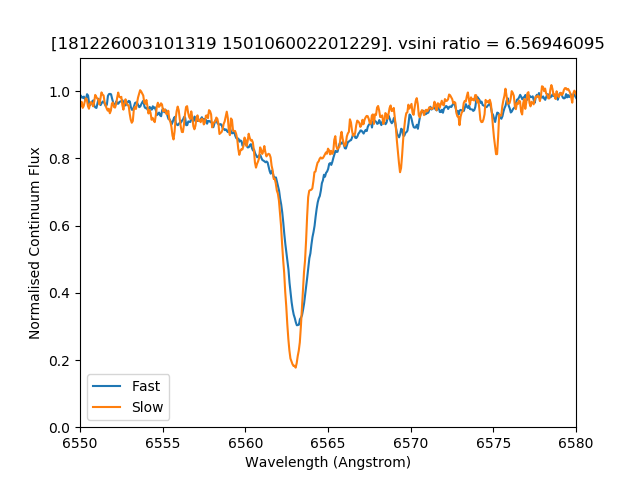 [181226003101319 150106002201229]. vsini ratio = 6.56946095
Normalised Continuum Flux
1.0
0.8
0.6
0.4
0.2
0.0
Fast
Slow
6550 6555 6560 6565 6570 6575 6580
Wavelength (Angstrom)